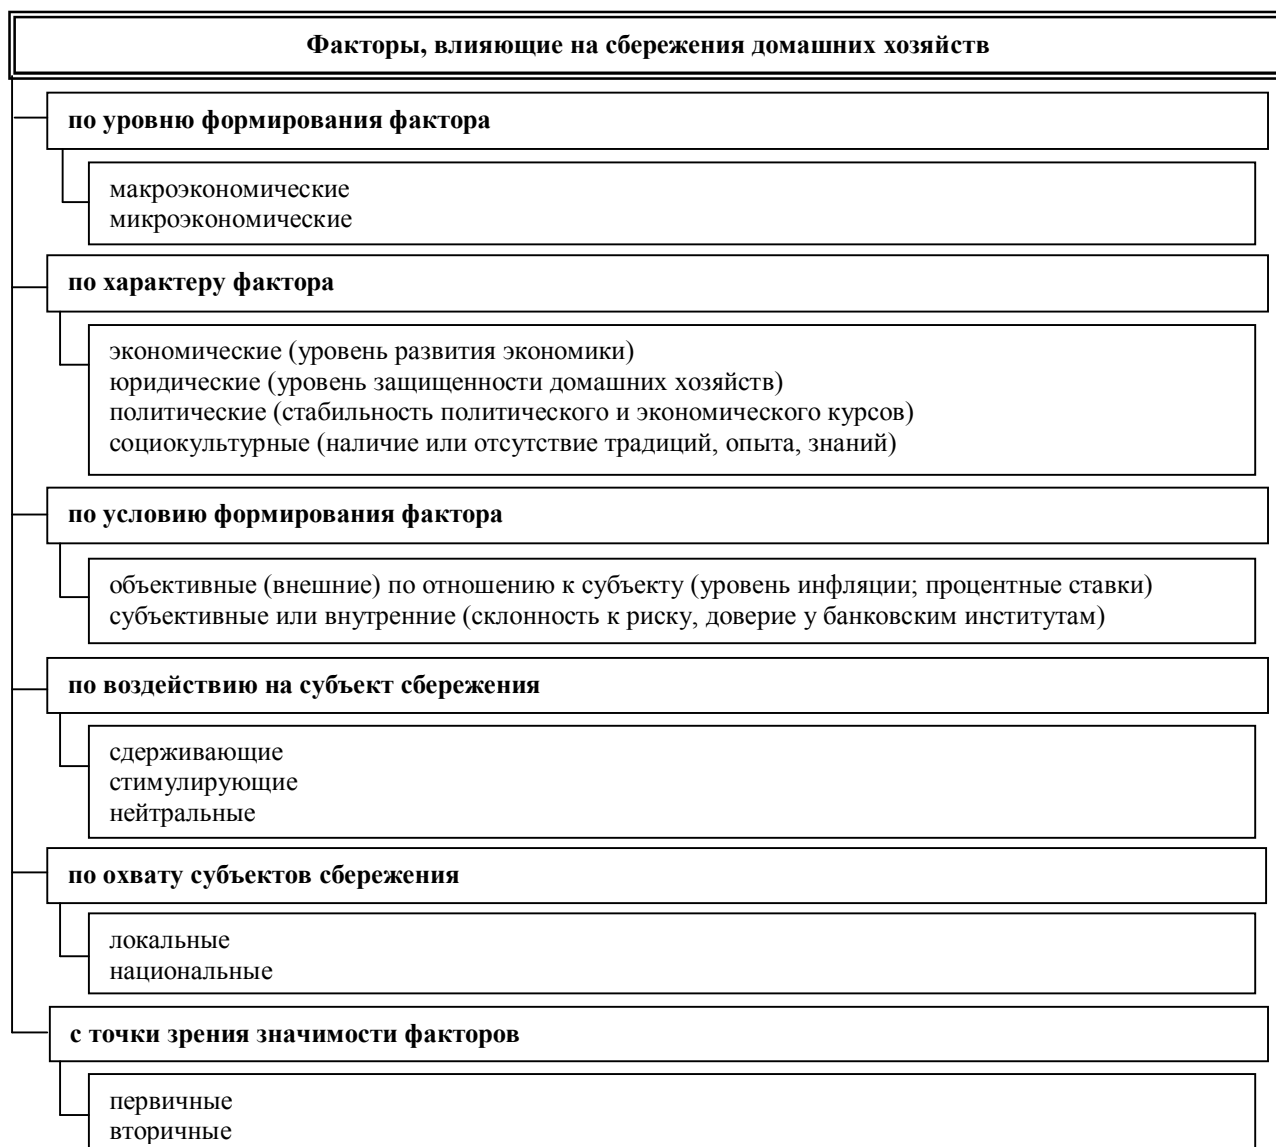 Факторы, влияющие на сбережения домашних хозяйств
по уровню формирования фактора
макроэкономические
микроэкономические
по характеру фактора
экономические (уровень развития экономики)
юридические (уровень защищенности домашних хозяйств)
политические (стабильность политического и экономического курсов)
социокультурные (наличие или отсутствие традиций, опыта, знаний)
по условию формирования фактора
объективные (внешние) по отношению к субъекту (уровень инфляции; процентные ставки)
субъективные или внутренние (склонность к риску, доверие у банковским институтам)
по воздействию на субъект сбережения
сдерживающие
стимулирующие
нейтральные
по охвату субъектов сбережения
локальные
национальные
с точки зрения значимости факторов
первичные
вторичные